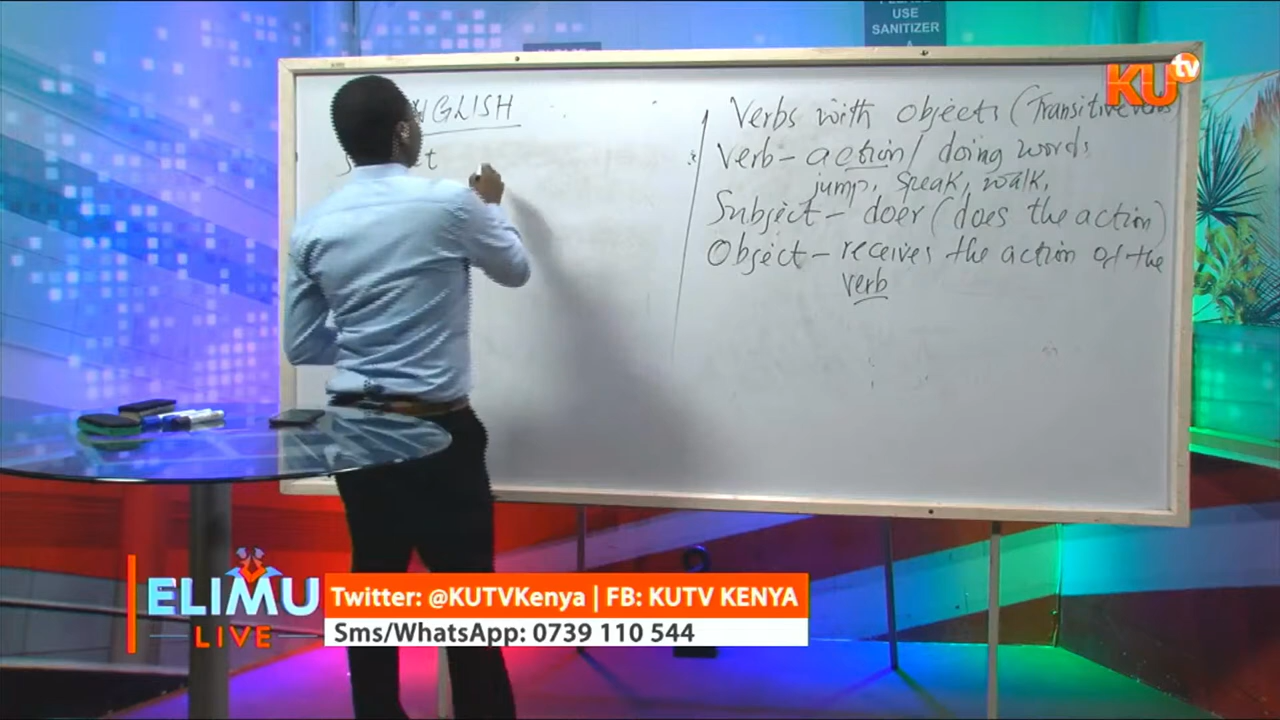 PLEASE
USE
SANITIZER
KU tv
ENGLISH
Verbs with Objects (Transitive verbs
Verb - action / doing words
jump, speak, walk,
Subject - doer (does the action)
Object - receives the action of the
verb
ELIMU
LIVE
Twitter: @KUTVKenya | FB: KUTV KENYA
Sms/WhatsApp: 0739 110 544